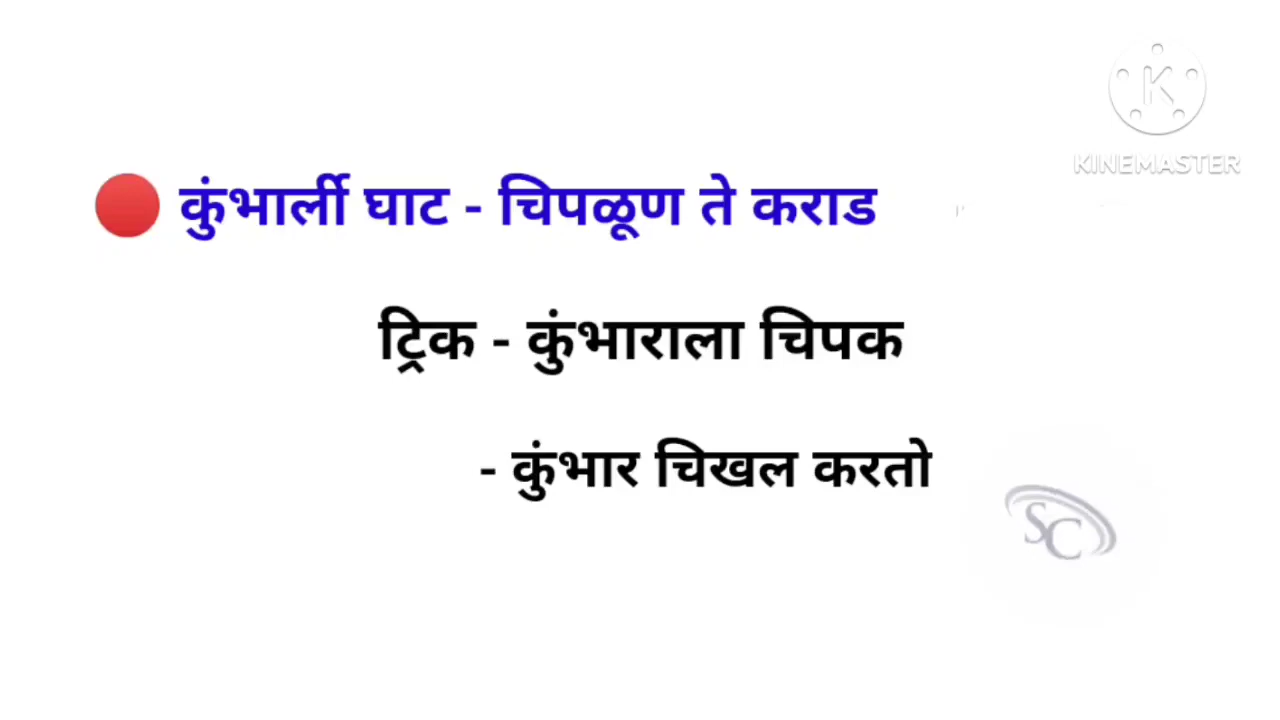 KINEMASTER
🔴 कुंभार्ली घाट - चिपळूण ते कराड
ट्रिक - कुंभाराला चिपक
- कुंभार चिखल करतो
SC